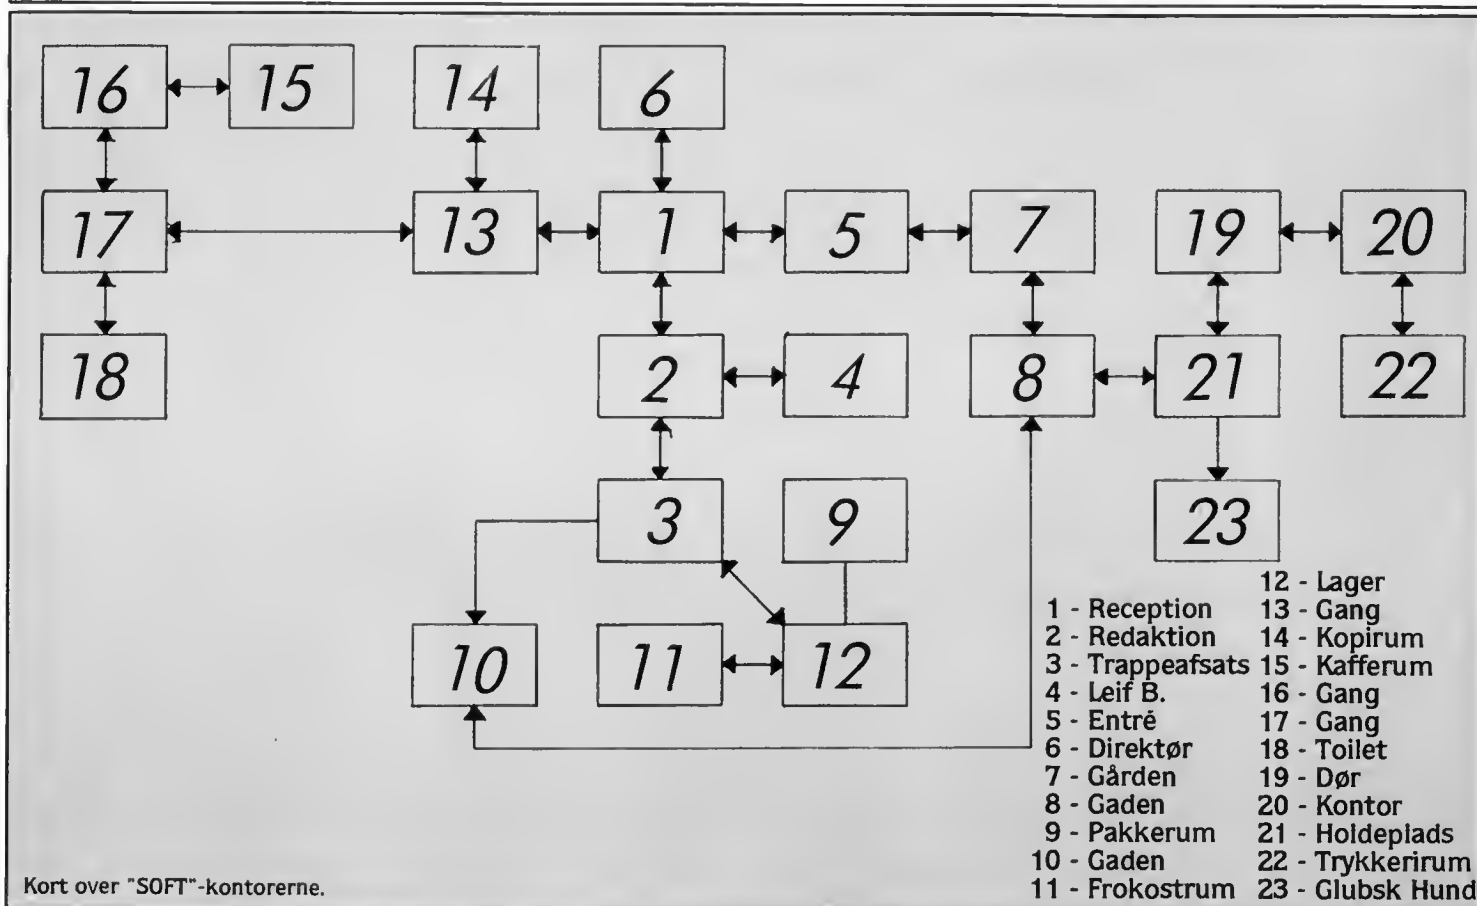 16 15 14 6
17 13 1 5 7 19 20
18 2 4 8 21 22
3 9 23
10 11 12
1 - Reception
2 - Redaktion
3 - Trappeafsats
4 - Leif B.
5 - Entré
6 - Direktør
7 - Gården
8 - Gaden
9 - Pakkerum
10 - Gaden
11 - Frokostrum
12 - Lager
13 - Gang
14 - Kopirum
15 - Kafferum
16 - Gang
17 - Gang
18 - Toilet
19 - Dør
20 - Kontor
21 - Holdeplads
22 - Trykkerirum
23 - Glubsk Hund
Kort over "SOFT"-kontorerne.